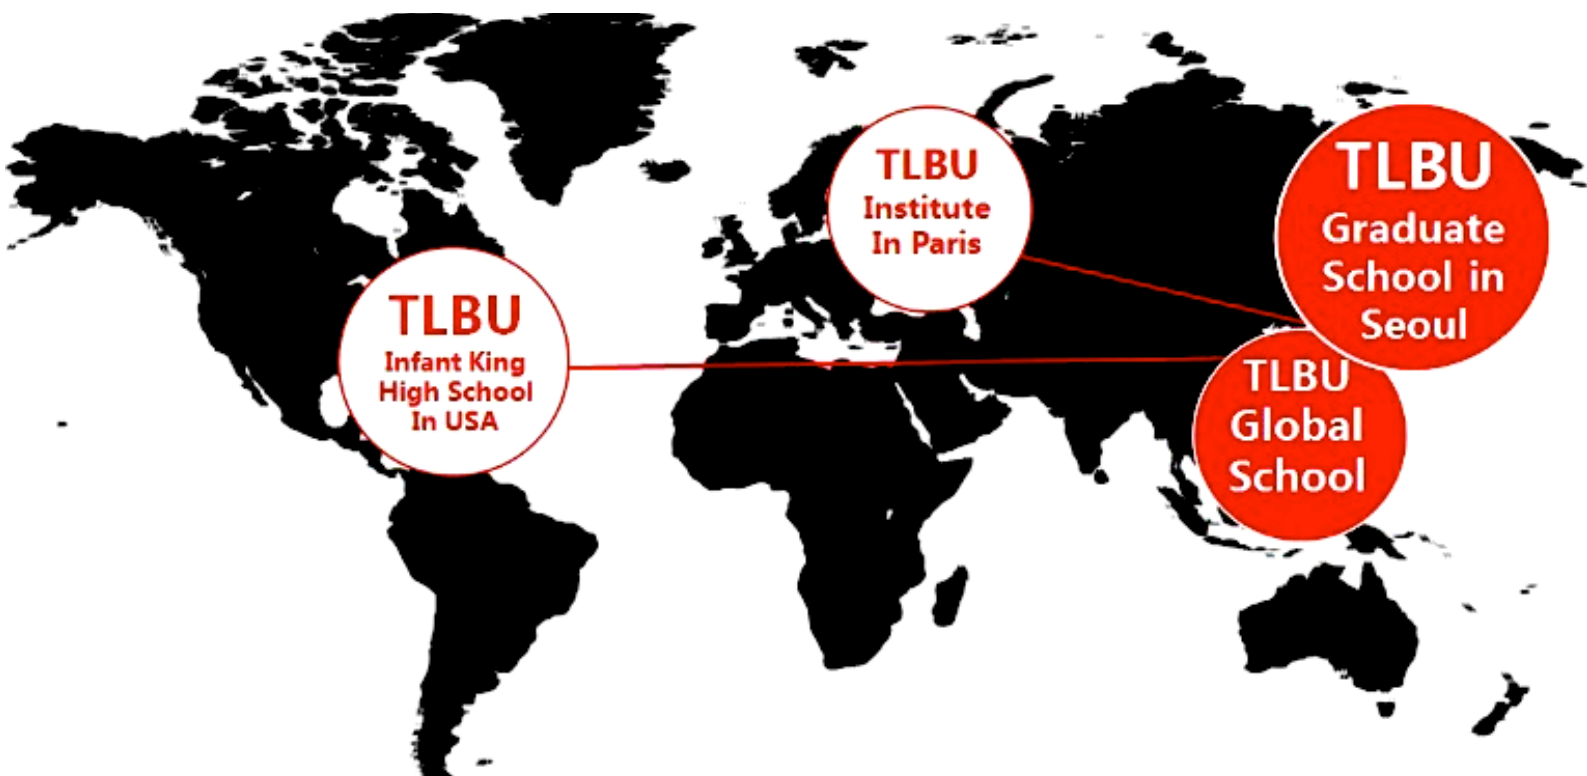 TLBU
Infant King
High School
In USA
TLBU
Institute
In Paris
TLBU
Graduate
School in
Seoul
TLBU
Global
School